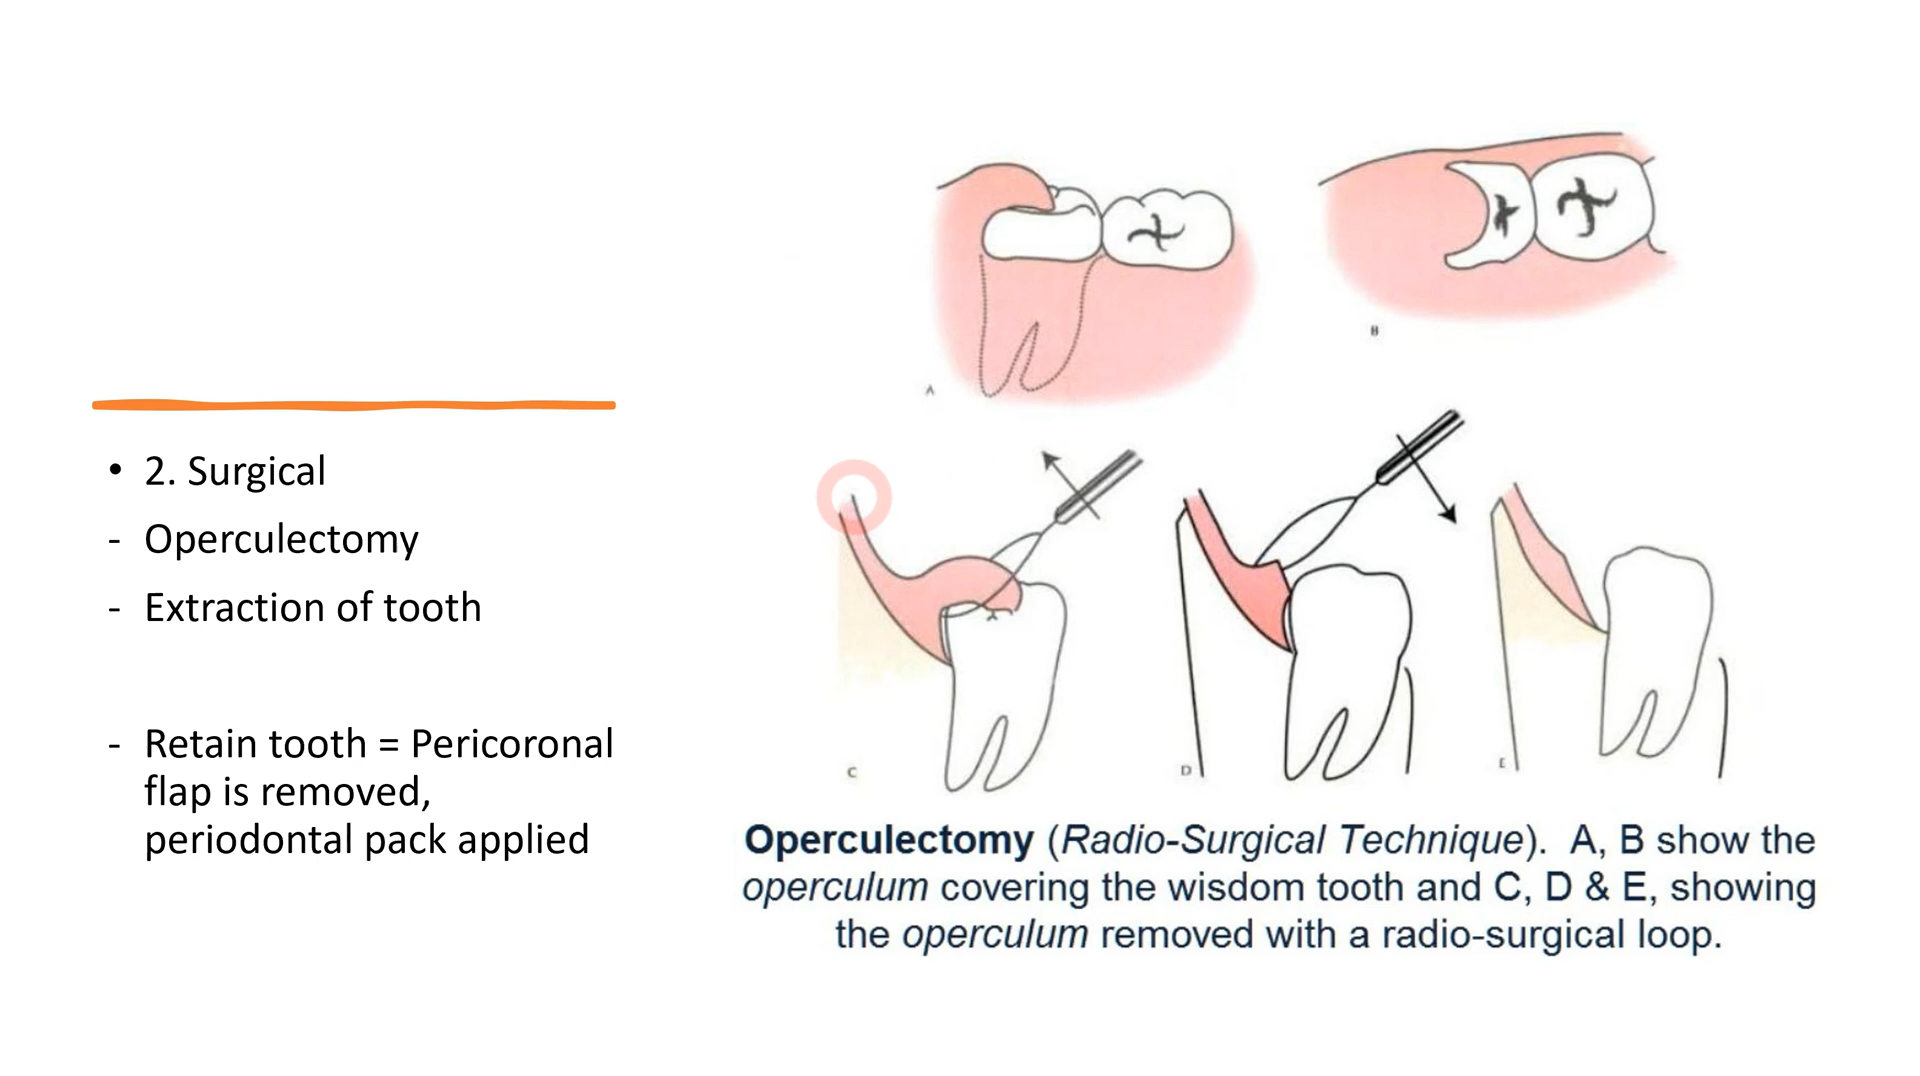 • 2. Surgical
- Operculectomy
- Extraction of tooth
- Retain tooth = Pericoronal
flap is removed,
periodontal pack applied
A
B
C
D
E
Operculectomy (Radio-Surgical Technique). A, B show the
operculum covering the wisdom tooth and C, D & E, showing
the operculum removed with a radio-surgical loop.